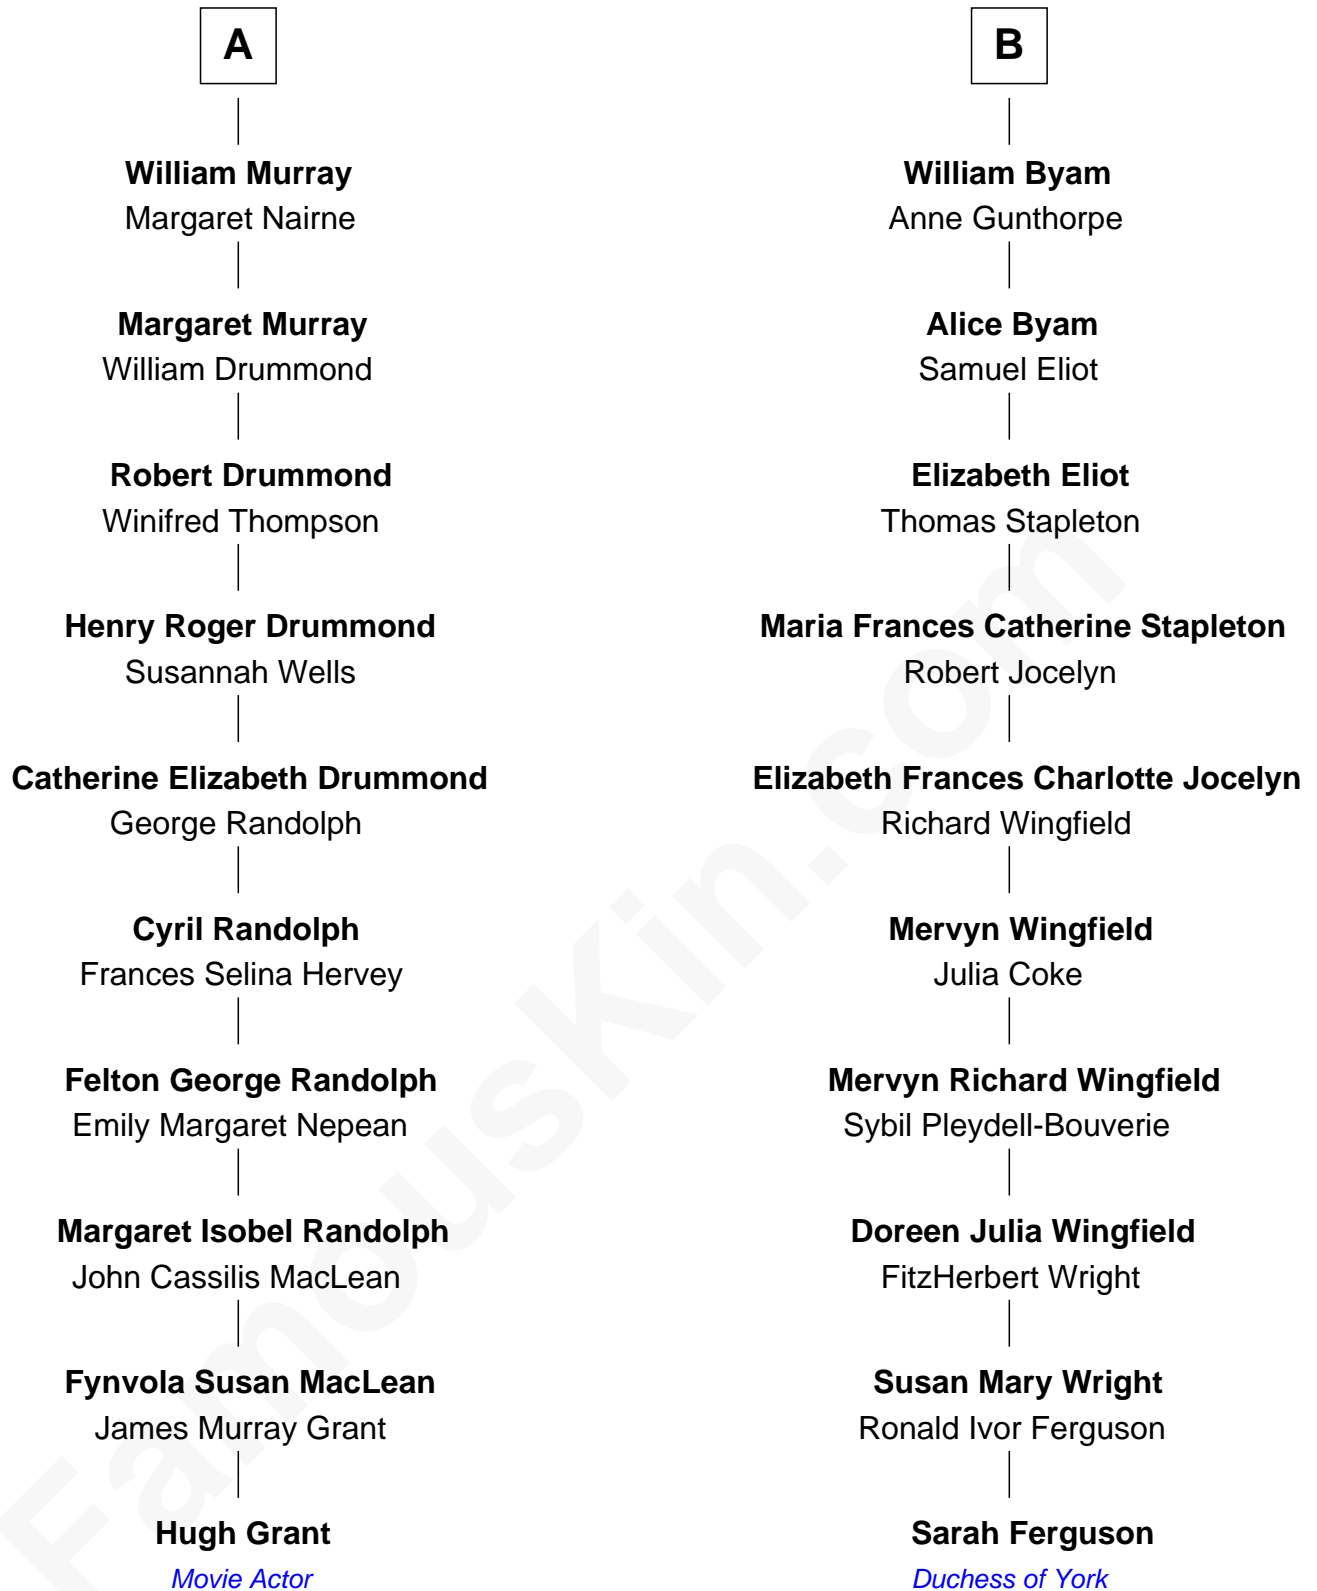 A
William Murray
Margaret Nairne
Margaret Murray
William Drummond
Robert Drummond
Winifred Thompson
Henry Roger Drummond
Susannah Wells
Catherine Elizabeth Drummond
George Randolph
Cyril Randolph
Frances Selina Hervey
Felton George Randolph
Emily Margaret Nepean
Margaret Isobel Randolph
John Cassilis MacLean
Fynvola Susan MacLean
James Murray Grant
Hugh Grant
Movie Actor
B
William Byam
Anne Gunthorpe
Alice Byam
Samuel Eliot
Elizabeth Eliot
Thomas Stapleton
Maria Frances Catherine Stapleton
Robert Jocelyn
Elizabeth Frances Charlotte Jocelyn
Richard Wingfield
Mervyn Wingfield
Julia Coke
Mervyn Richard Wingfield
Sybil Pleydell-Bouverie
Doreen Julia Wingfield
FitzHerbert Wright
Susan Mary Wright
Ronald Ivor Ferguson
Sarah Ferguson
Duchess of York
FamousKin.com